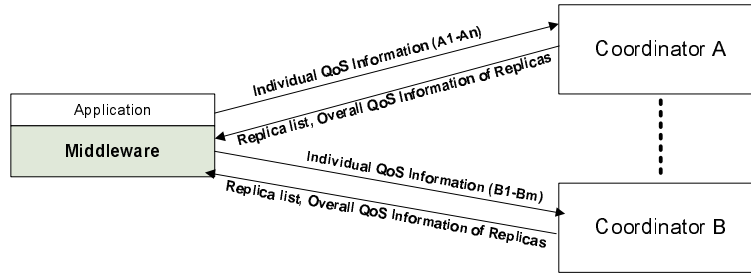 Individual QoS Information (A1-An)
Coordinator A
Replica list, Overall QoS Information of Replicas
Application
Middleware
Individual QoS Information (B1-Bm)
Replica list, Overall QoS Information of Replicas
Coordinator B